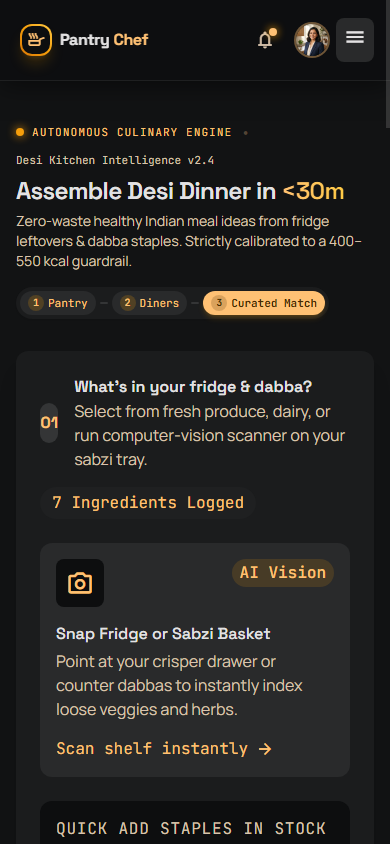 Pantry Chef
AUTONOMOUS CULINARY ENGINE
Desi Kitchen Intelligence v2.4
Assemble Desi Dinner in <30m
Zero-waste healthy Indian meal ideas from fridge
leftovers & dabba staples. Strictly calibrated to a 400–
550 kcal guardrail.
1 Pantry — 2 Diners — 3 Curated Match
What's in your fridge & dabba?
01
Select from fresh produce, dairy, or
run computer-vision scanner on your
sabzi tray.
7 Ingredients Logged
AI Vision
Snap Fridge or Sabzi Basket
Point at your crisper drawer or
counter dabbas to instantly index
loose veggies and herbs.
Scan shelf instantly →
QUICK ADD STAPLES IN STOCK